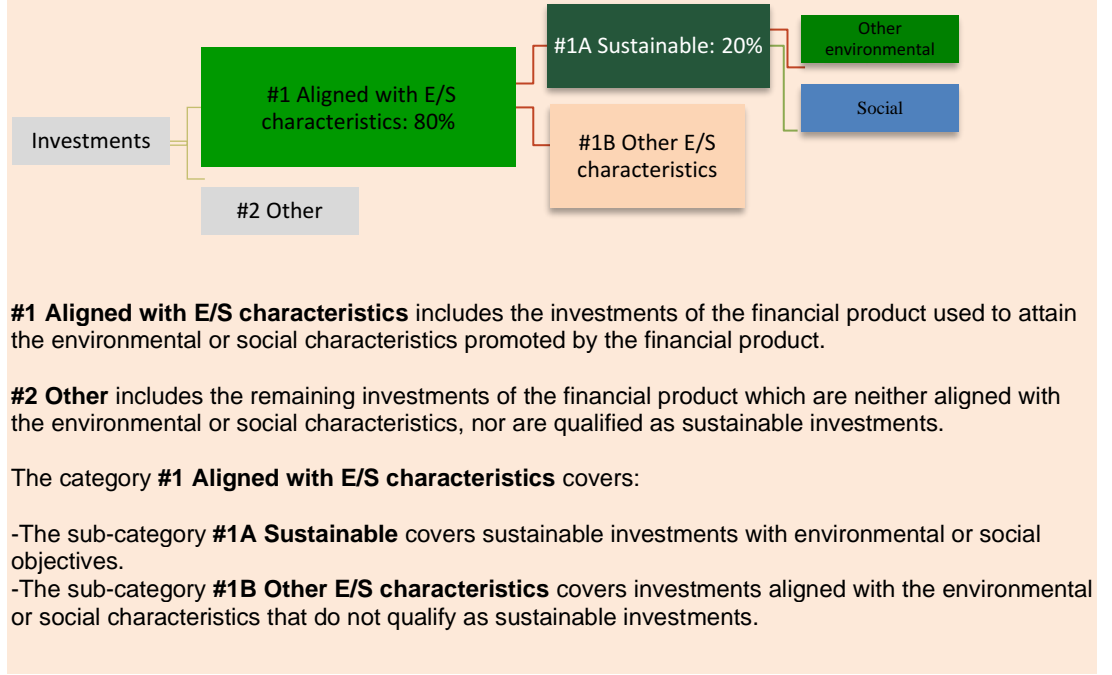 #1A Sustainable: 20%
Other
environmental
#1 Aligned with E/S
characteristics: 80%
Social
Investments
#1B Other E/S
characteristics
#2 Other
#1 Aligned with E/S characteristics includes the investments of the financial product used to attain
the environmental or social characteristics promoted by the financial product.
#2 Other includes the remaining investments of the financial product which are neither aligned with
the environmental or social characteristics, nor are qualified as sustainable investments.
The category #1 Aligned with E/S characteristics covers:
-The sub-category #1A Sustainable covers sustainable investments with environmental or social
objectives.
-The sub-category #1B Other E/S characteristics covers investments aligned with the environmental
or social characteristics that do not qualify as sustainable investments.